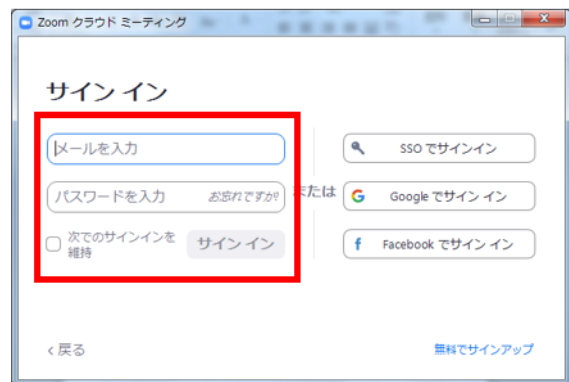 Zoom クラウド ミーティング
サイン イン
メールを入力
パスワードを入力 お忘れですか?
次でのサインインを
維持
サイン イン
または
SSO でサインイン
Google でサイン イン
Facebook でサイン イン
< 戻る
無料でサインアップ